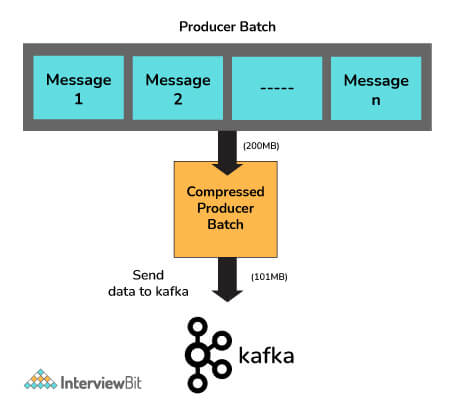 Producer Batch
Message
1
Message
2
-----
Message
n
(200MB)
Compressed
Producer
Batch
Send
data to kafka
(101MB)
kafka
InterviewBit